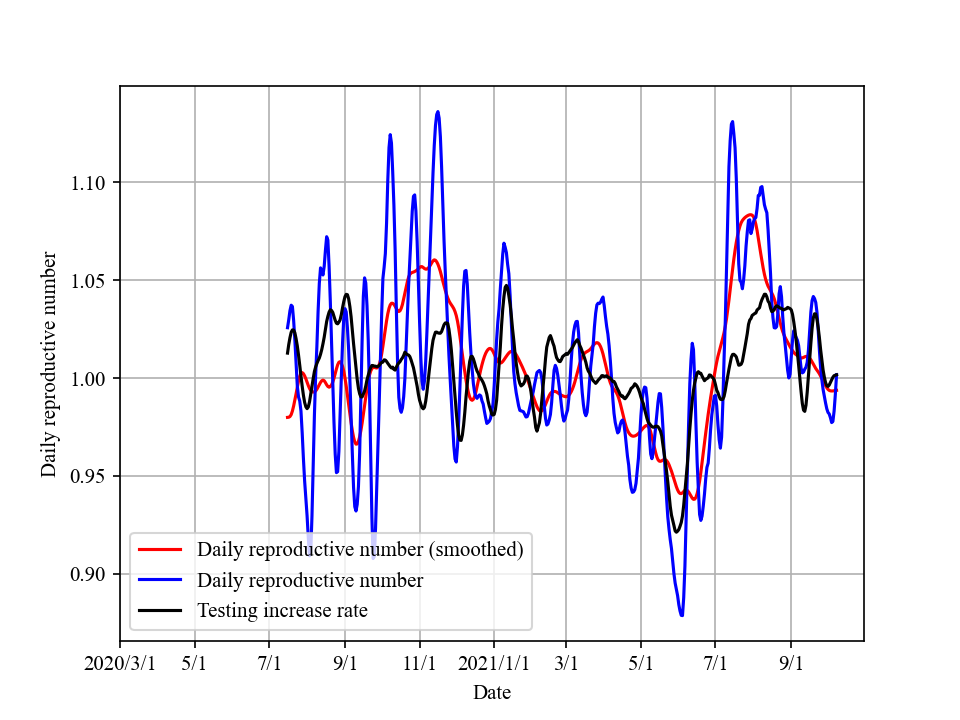 1.10
1.05
1.00
0.95
0.90
Daily reproductive number
Daily reproductive number (smoothed)
Daily reproductive number
Testing increase rate
2020/3/1 5/1 7/1 9/1 11/1 2021/1/1 3/1 5/1 7/1 9/1
Date